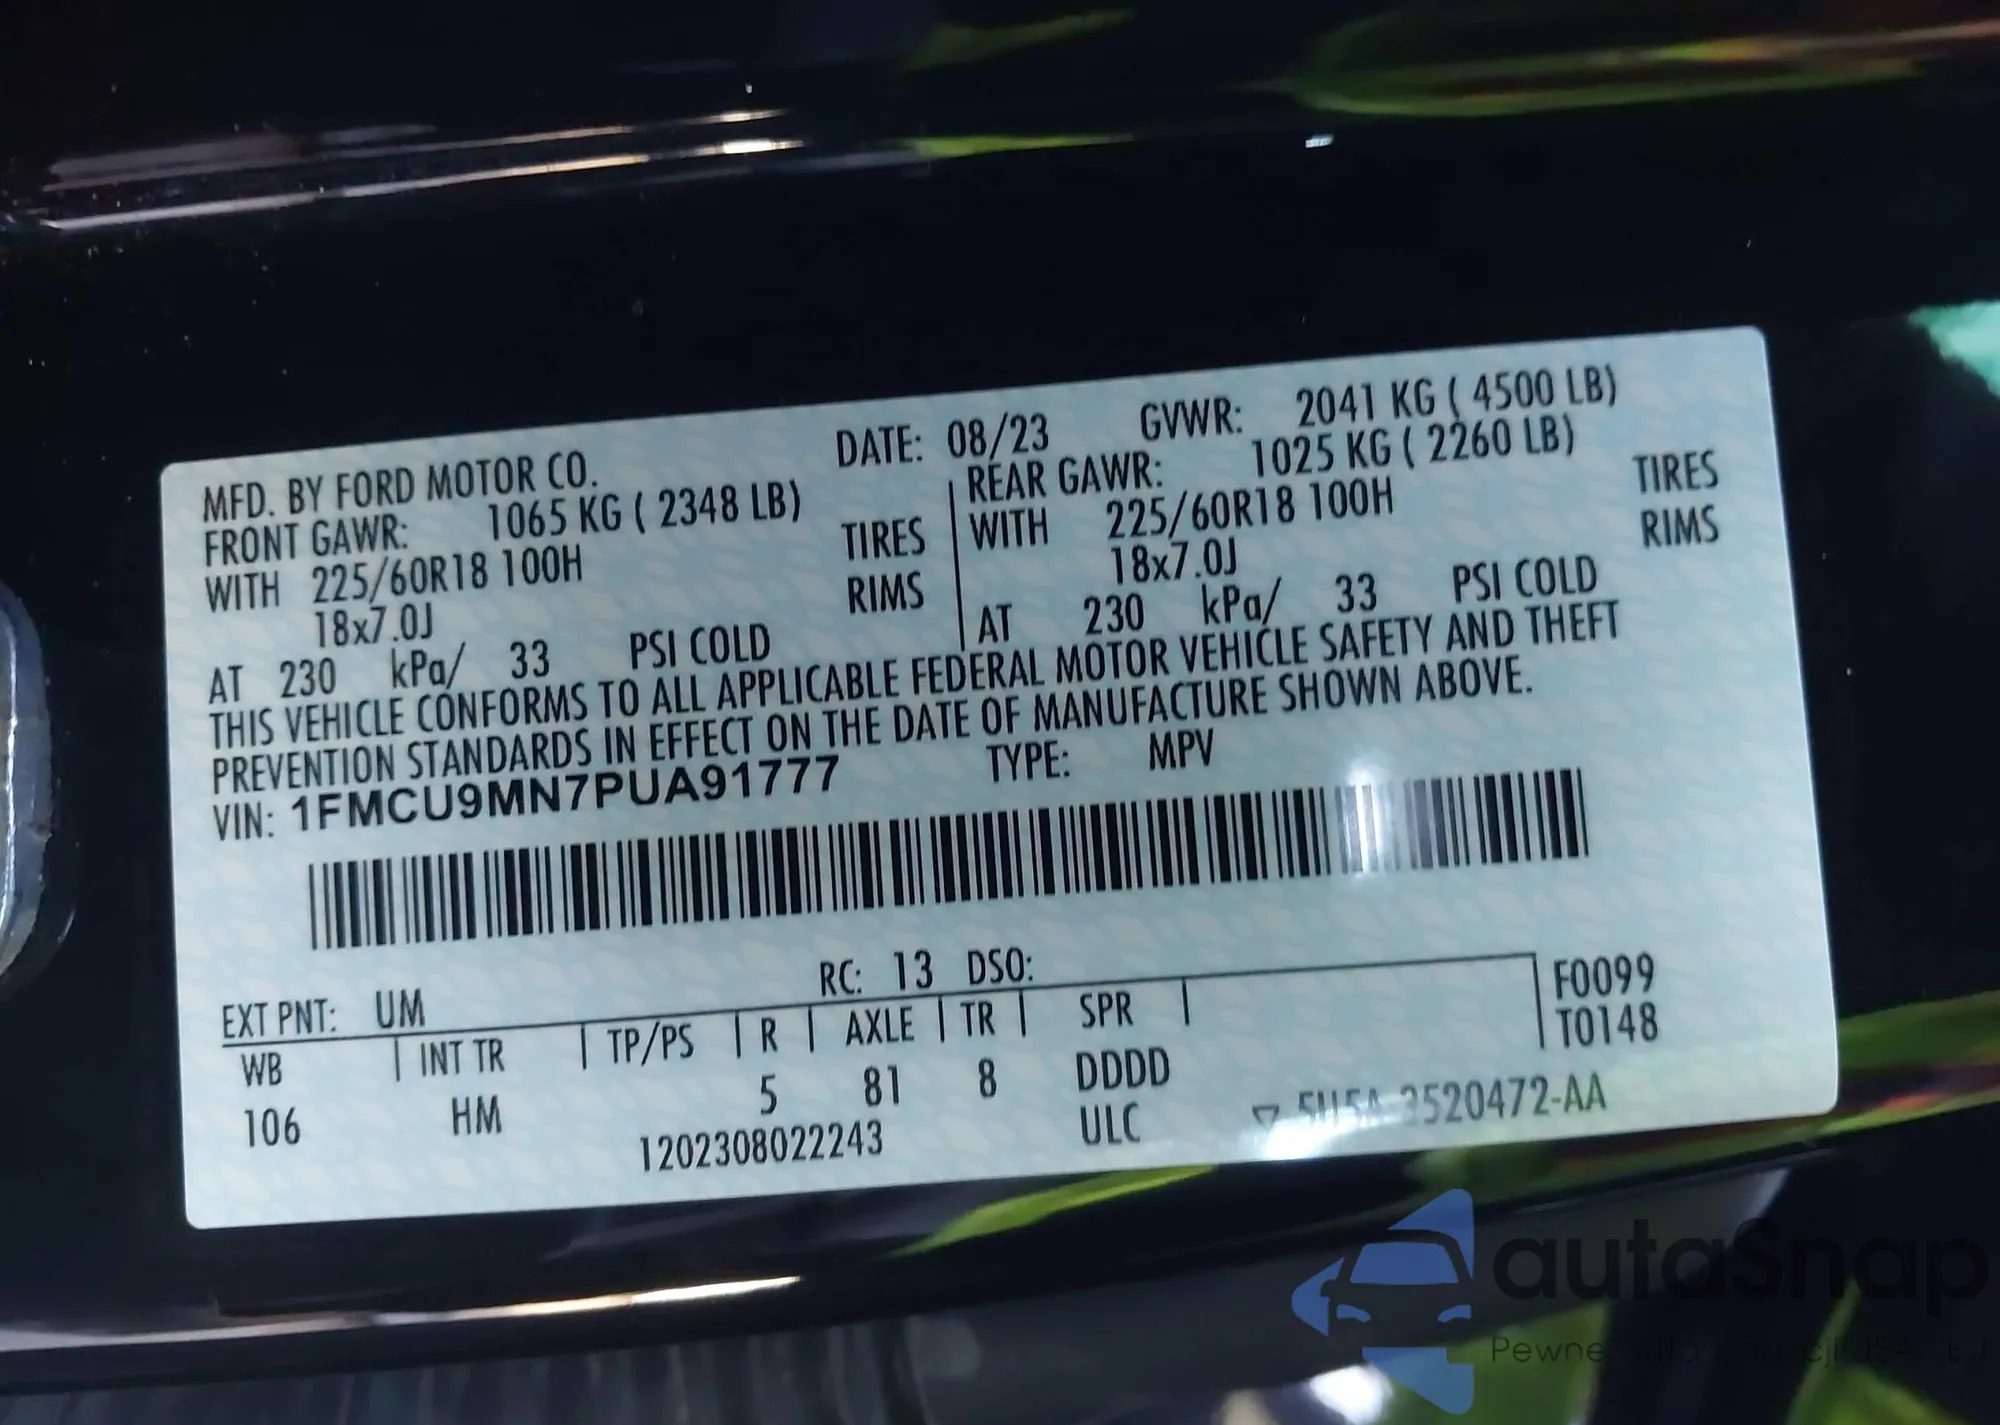 MFD. BY FORD MOTOR CO. DATE: 08/23 GVWR: 2041 KG ( 4500 LB)
FRONT GAWR: 1065 KG ( 2348 LB) REAR GAWR: 1025 KG ( 2260 LB)
WITH 225/60R18 100H TIRES WITH 225/60R18 100H TIRES
18x7.0J RIMS 18x7.0J RIMS
AT 230 kPa/ 33 PSI COLD AT 230 kPa/ 33 PSI COLD
THIS VEHICLE CONFORMS TO ALL APPLICABLE FEDERAL MOTOR VEHICLE SAFETY AND THEFT
PREVENTION STANDARDS IN EFFECT ON THE DATE OF MANUFACTURE SHOWN ABOVE.
VIN: 1FMCU9MN7PUA91777 TYPE: MPV
EXT PNT: UM RC: 13 DSO: F0099
WB INT TR TP/PS R AXLE TR SPR T0148
106 HM 5 81 8 DDDD
1202308022243 ULC 3520472-AA
autaSnap
Pewne auta